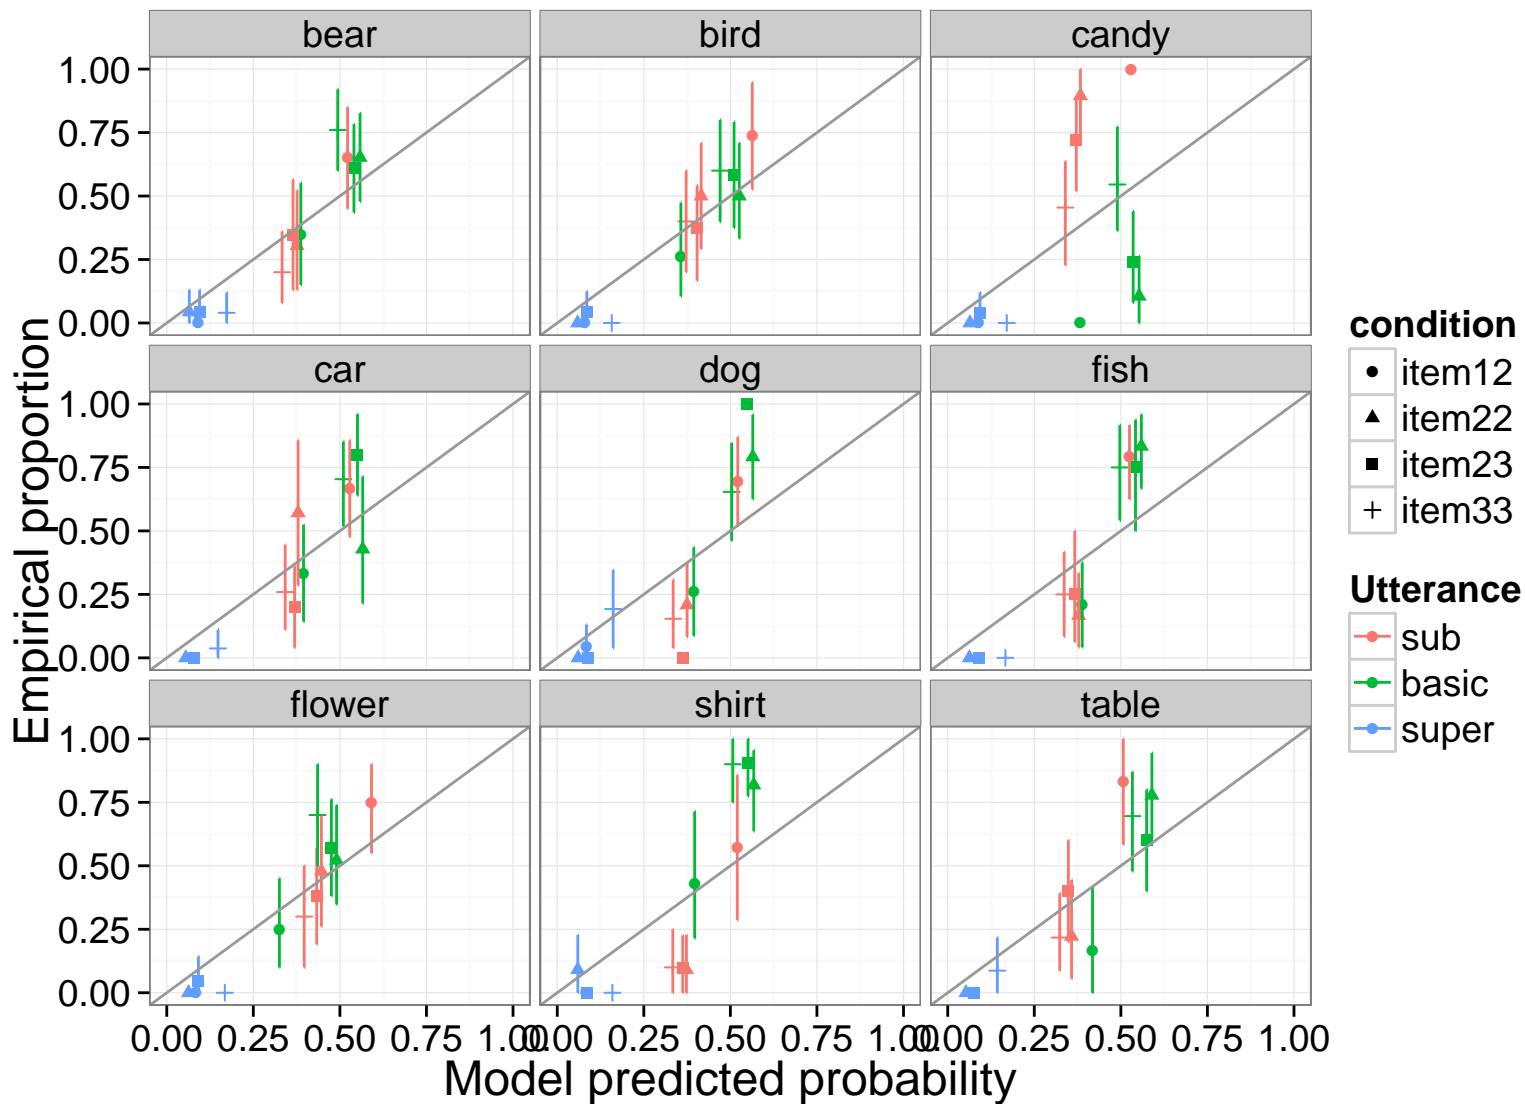 bear bird candy
1.00
0.75
0.50
0.25
0.00
car dog fish
1.00
0.75
0.50
0.25
0.00
flower shirt table
1.00
0.75
0.50
0.25
0.00
0.00 0.25 0.50 0.75 1.00 0.00 0.25 0.50 0.75 1.00 0.00 0.25 0.50 0.75 1.00
Model predicted probability
Empirical proportion
condition
item12
item22
item23
item33
Utterance
sub
basic
super